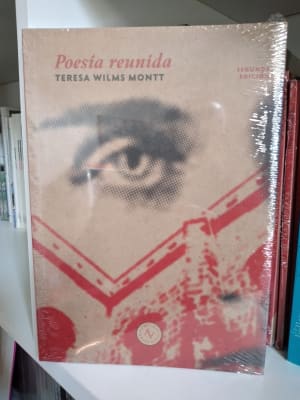 Poesía reunida
TERESA WILMS MONTT
SEGUNDA
EDICIÓN